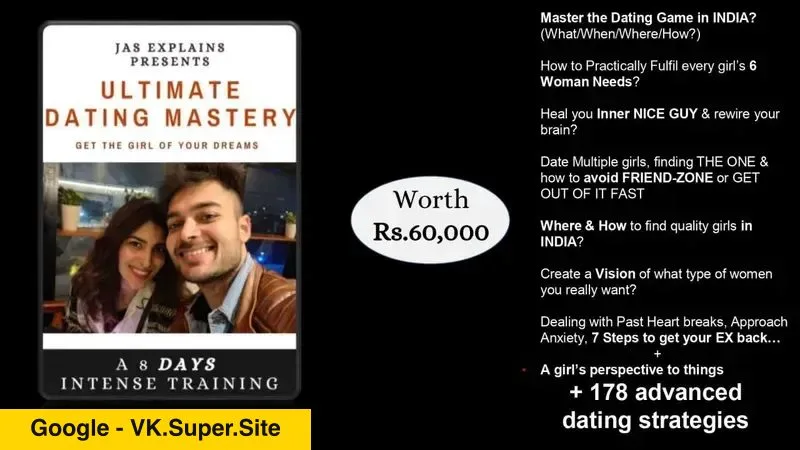 JAS EXPLAINS
PRESENTS
ULTIMATE
DATING MASTERY
GET THE GIRL OF YOUR DREAMS
A 8 DAYS
INTENSE TRAINING
Google - VK.Super.Site
Worth
Rs.60,000
Master the Dating Game in INDIA?
(What/When/Where/How?)
How to Practically Fulfil every girl's 6
Woman Needs?
Heal you Inner NICE GUY & rewire your
brain?
Date Multiple girls, finding THE ONE &
how to avoid FRIEND-ZONE or GET
OUT OF IT FAST
Where & How to find quality girls in
INDIA?
Create a Vision of what type of women
you really want?
Dealing with Past Heart breaks, Approach
Anxiety, 7 Steps to get your EX back...
+
• A girl's perspective to things
+ 178 advanced
dating strategies